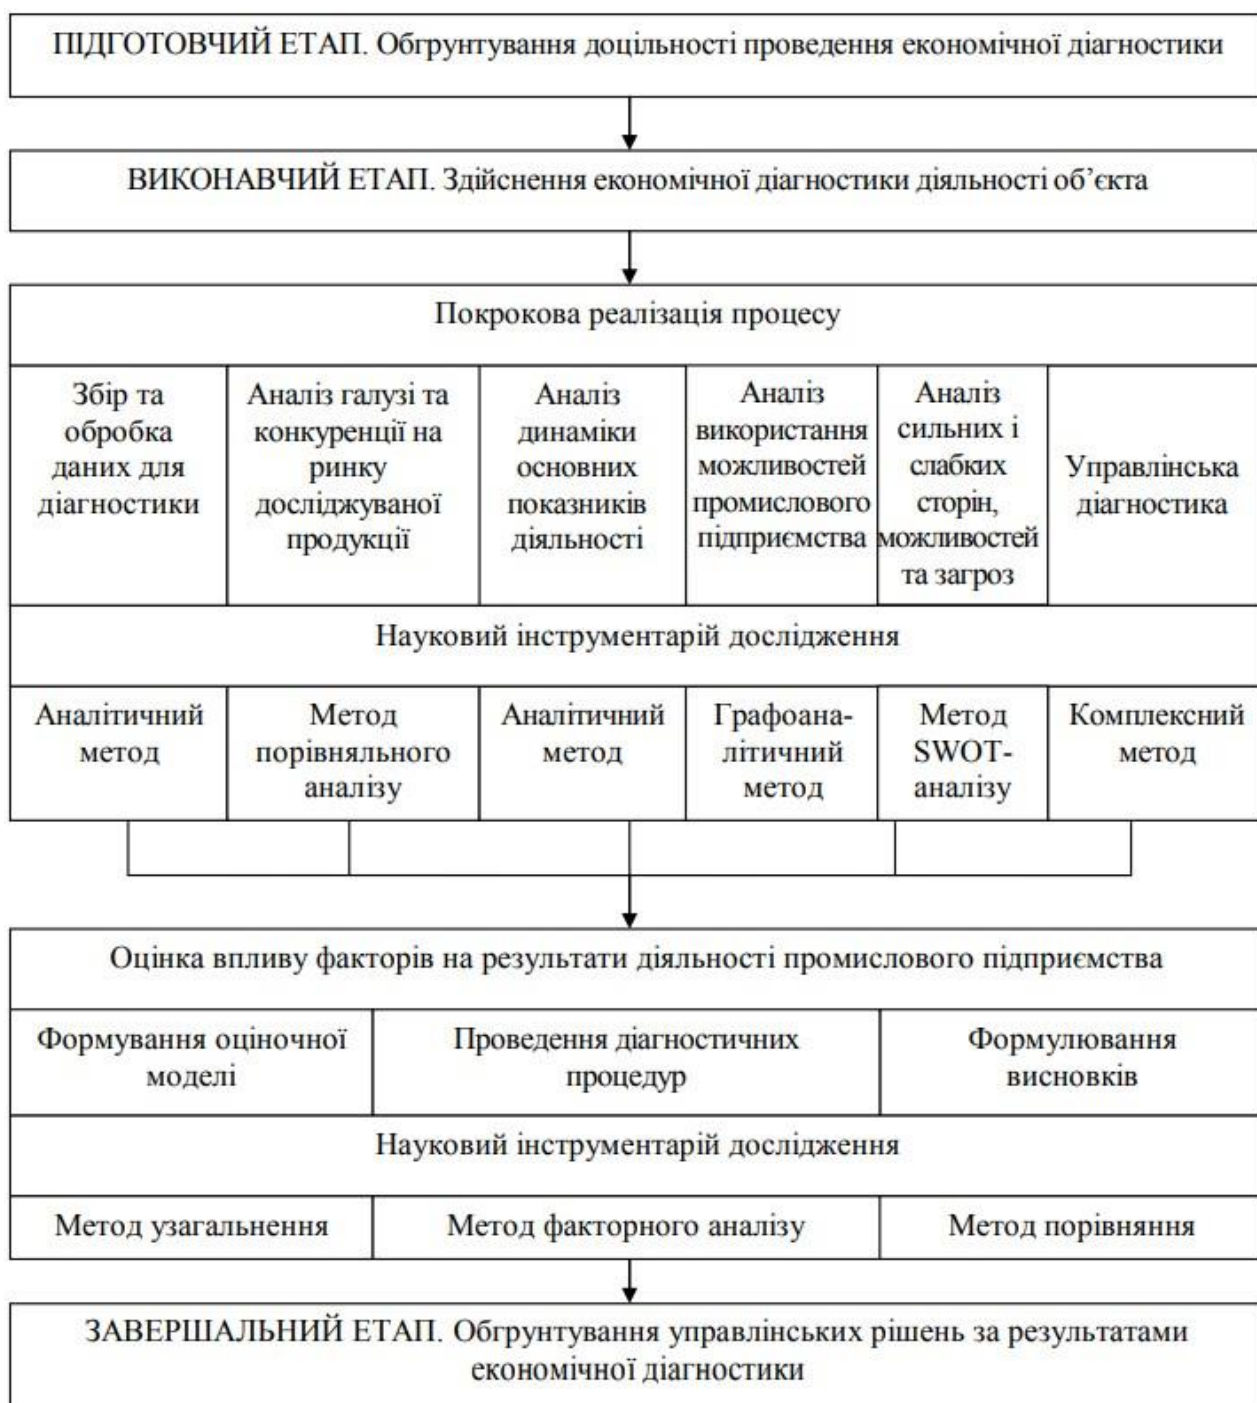 ПІДГОТОВЧИЙ ЕТАП. Обгрунтування доцільності проведення економічної діагностики
ВИКОНАВЧИЙ ЕТАП. Здійснення економічної діагностики діяльності об’єкта
Покрокова реалізація процесу
Збір та
обробка
даних для
діагностики
Аналіз галузі та
конкуренції на
ринку
досліджуваної
продукції
Аналіз
динаміки
основних
показників
діяльності
Аналіз
використання
можливостей
промислового
підприємства
Аналіз
сильних і
слабких
сторін,
можливостей
та загроз
Управлінська
діагностика
Науковий інструментарій дослідження
Аналітичний
метод
Метод
порівняльного
аналізу
Аналітичний
метод
Графоана-
літичний
метод
Метод
SWOT-
аналізу
Комплексний
метод
Оцінка впливу факторів на результати діяльності промислового підприємства
Формування оціночної
моделі
Проведення діагностичних
процедур
Формулювання
висновків
Науковий інструментарій дослідження
Метод узагальнення
Метод факторного аналізу
Метод порівняння
ЗАВЕРШАЛЬНИЙ ЕТАП. Обгрунтування управлінських рішень за результатами
економічної діагностики